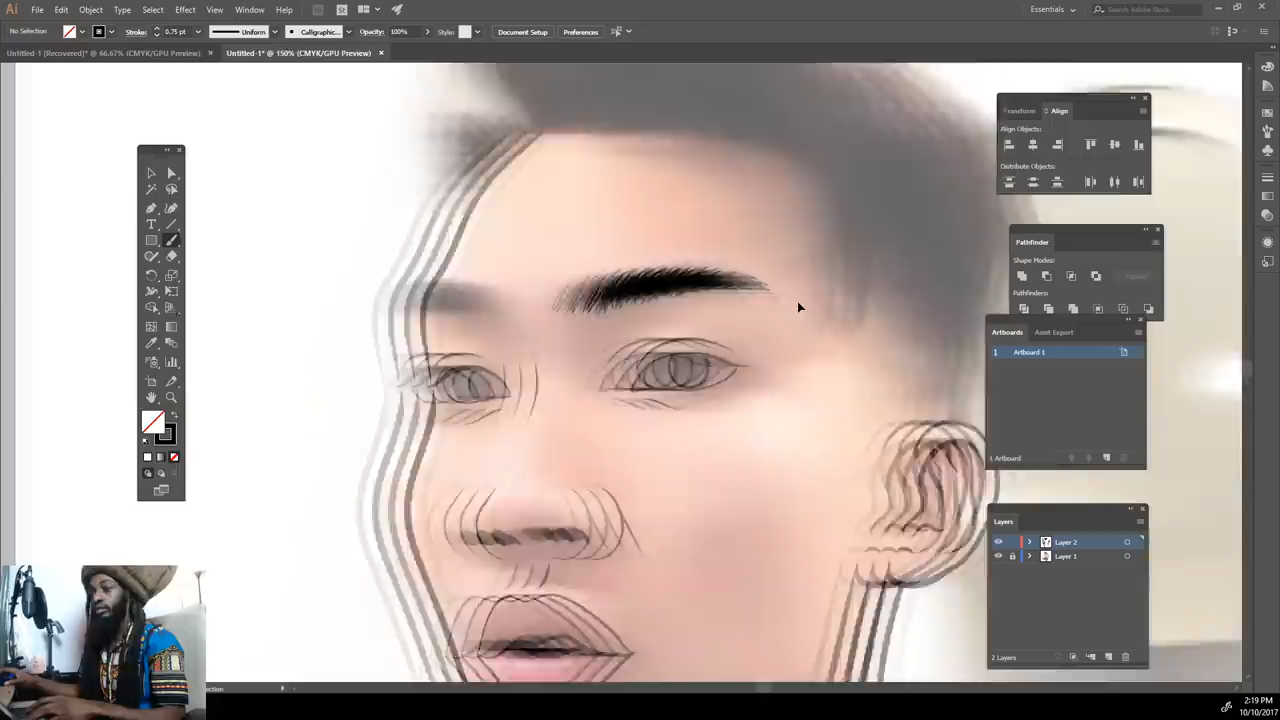 Ai File Edit Object Type Select Effect View Window Help Br St Essentials Search Adobe Stock
No Selection Stroke: 0.75 pt Uniform Calligraphic... Opacity: 100% Style: Document Setup Preferences
Untitled-1 [Recovered]* @ 66.67% (CMYK/GPU Preview) × Untitled-1* @ 150% (CMYK/GPU Preview) ×
Transform Align
Align Objects:
Distribute Objects:
Pathfinder
Shape Modes:
Expand
Pathfinders:
Artboards Asset Export
1 Artboard 1
1 Artboard
Layers
Layer 2
Layer 1
2 Layers
2:19 PM
10/10/2017